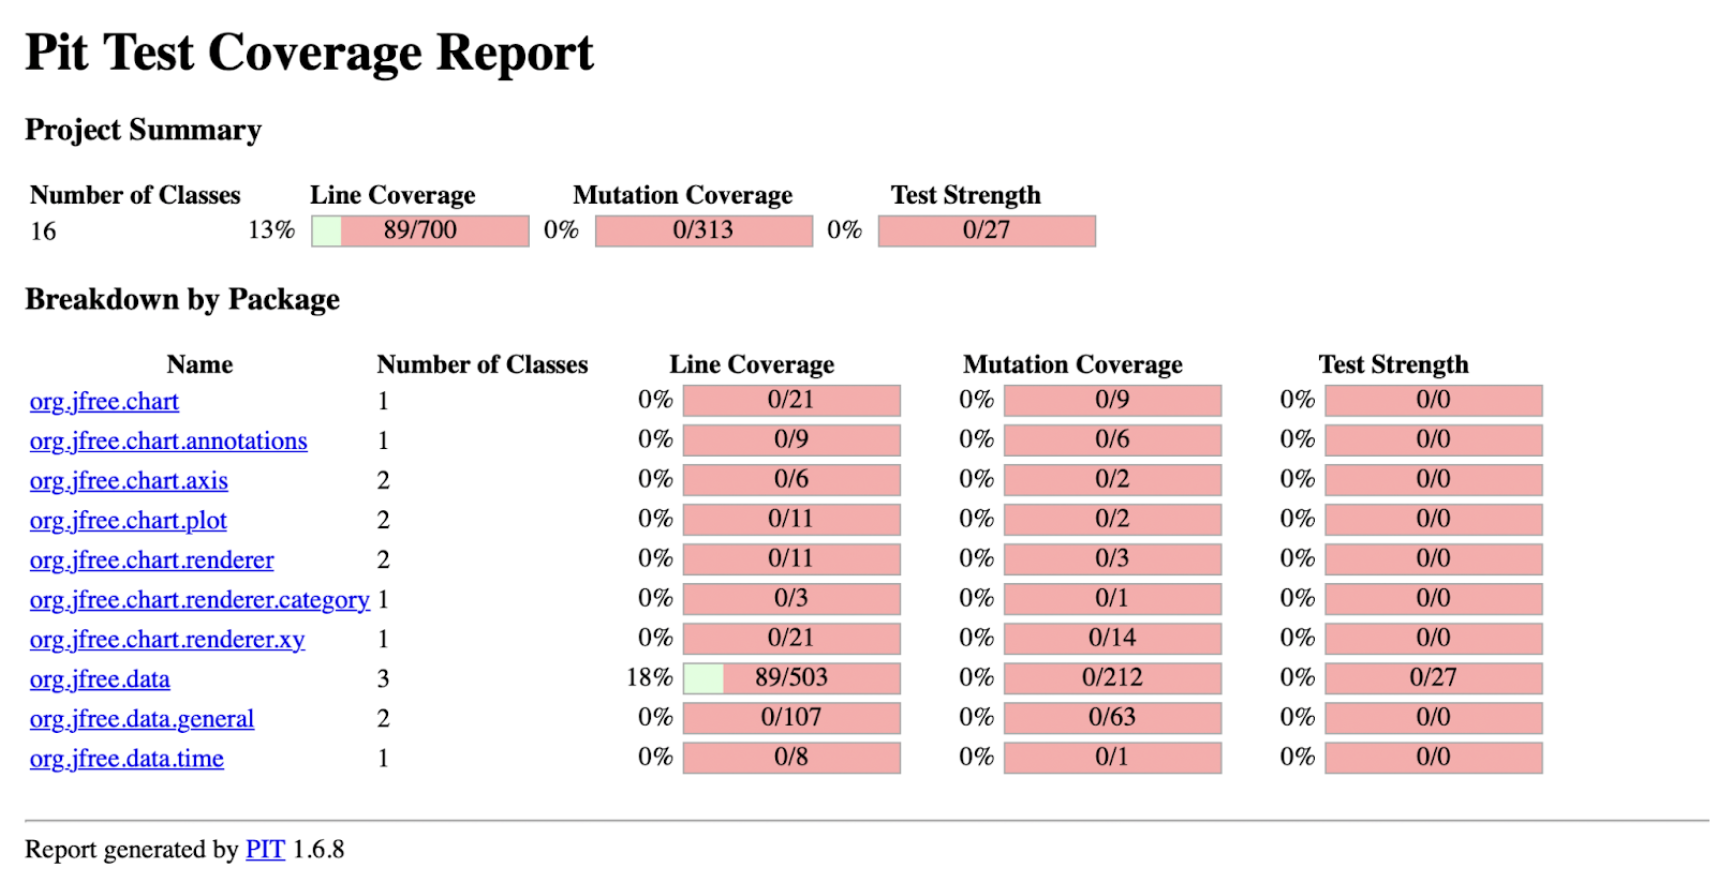 Pit Test Coverage Report
Project Summary
Number of Classes Line Coverage Mutation Coverage Test Strength
16 13% 89/700 0% 0/313 0% 0/27
Breakdown by Package
Name Number of Classes Line Coverage Mutation Coverage Test Strength
org.jfree.chart 1 0% 0/21 0% 0/9 0% 0/0
org.jfree.chart.annotations 1 0% 0/9 0% 0/6 0% 0/0
org.jfree.chart.axis 2 0% 0/6 0% 0/2 0% 0/0
org.jfree.chart.plot 2 0% 0/11 0% 0/2 0% 0/0
org.jfree.chart.renderer 2 0% 0/11 0% 0/3 0% 0/0
org.jfree.chart.renderer.category 1 0% 0/3 0% 0/1 0% 0/0
org.jfree.chart.renderer.xy 1 0% 0/21 0% 0/14 0% 0/0
org.jfree.data 3 18% 89/503 0% 0/212 0% 0/27
org.jfree.data.general 2 0% 0/107 0% 0/63 0% 0/0
org.jfree.data.time 1 0% 0/8 0% 0/1 0% 0/0
Report generated by PIT 1.6.8